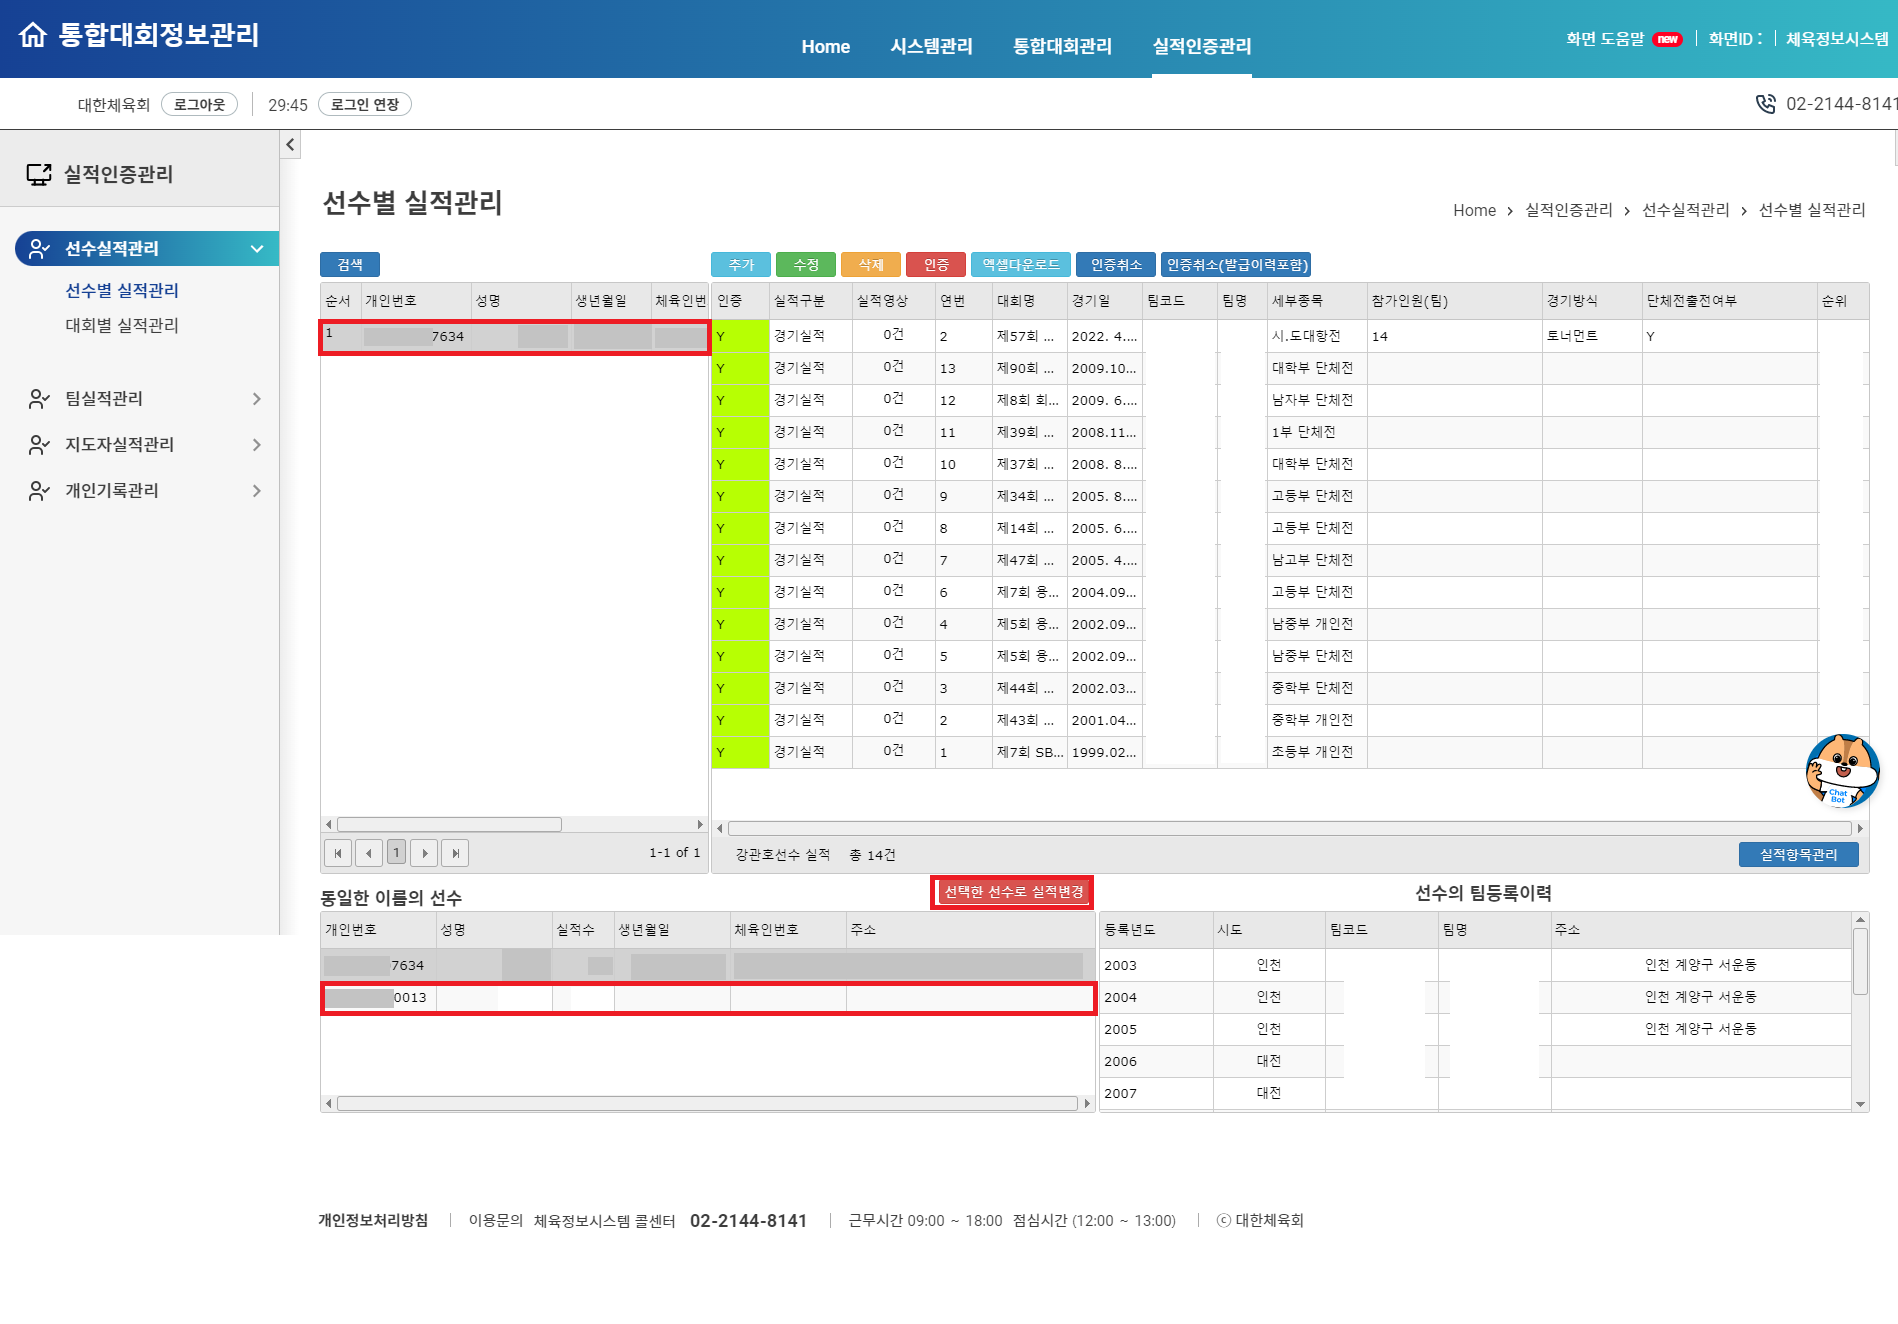 통합대회정보관리
Home 시스템관리 통합대회관리 실적인증관리
화면 도움말 new 화면ID : 체육정보시스템
대한체육회 로그아웃 29:45 로그인 연장
02-2144-8141
실적인증관리
선수실적관리
선수별 실적관리
대회별 실적관리
팀실적관리
지도자실적관리
개인기록관리
선수별 실적관리
Home > 실적인증관리 > 선수실적관리 > 선수별 실적관리
검색
추가 수정 삭제 인증 엑셀다운로드 인증취소 인증취소(발급이력포함)
순서 개인번호 성명 생년월일 체육인번
1 7634
1
1-1 of 1
인증 실적구분 실적영상 연번 대회명 경기일 팀코드 팀명 세부종목 참가인원(팀) 경기방식 단체전출전여부 순위
Y 경기실적 0건 2 제57회 ... 2022. 4.... 시.도대항전 14 토너먼트 Y
Y 경기실적 0건 13 제90회 ... 2009.10... 대학부 단체전
Y 경기실적 0건 12 제8회 회... 2009. 6.... 남자부 단체전
Y 경기실적 0건 11 제39회 ... 2008.11... 1부 단체전
Y 경기실적 0건 10 제37회 ... 2008. 8.... 대학부 단체전
Y 경기실적 0건 9 제34회 ... 2005. 8.... 고등부 단체전
Y 경기실적 0건 8 제14회 ... 2005. 6.... 고등부 단체전
Y 경기실적 0건 7 제47회 ... 2005. 4.... 남고부 단체전
Y 경기실적 0건 6 제7회 용... 2004.09... 고등부 단체전
Y 경기실적 0건 4 제5회 용... 2002.09... 남중부 개인전
Y 경기실적 0건 5 제5회 용... 2002.09... 남중부 단체전
Y 경기실적 0건 3 제44회 ... 2002.03... 중학부 단체전
Y 경기실적 0건 2 제43회 ... 2001.04... 중학부 개인전
Y 경기실적 0건 1 제7회 SB... 1999.02... 초등부 개인전
Chat
Bot
강관호선수 실적 총 14건
실적항목관리
동일한 이름의 선수
선택한 선수로 실적변경
개인번호 성명 실적수 생년월일 체육인번호 주소
7634
0013
선수의 팀등록이력
등록년도 시도 팀코드 팀명 주소
2003 인천 인천 계양구 서운동
2004 인천 인천 계양구 서운동
2005 인천 인천 계양구 서운동
2006 대전
2007 대전
개인정보처리방침 이용문의 체육정보시스템 콜센터 02-2144-8141 근무시간 09:00 ~ 18:00 점심시간 (12:00 ~ 13:00) ⓒ 대한체육회